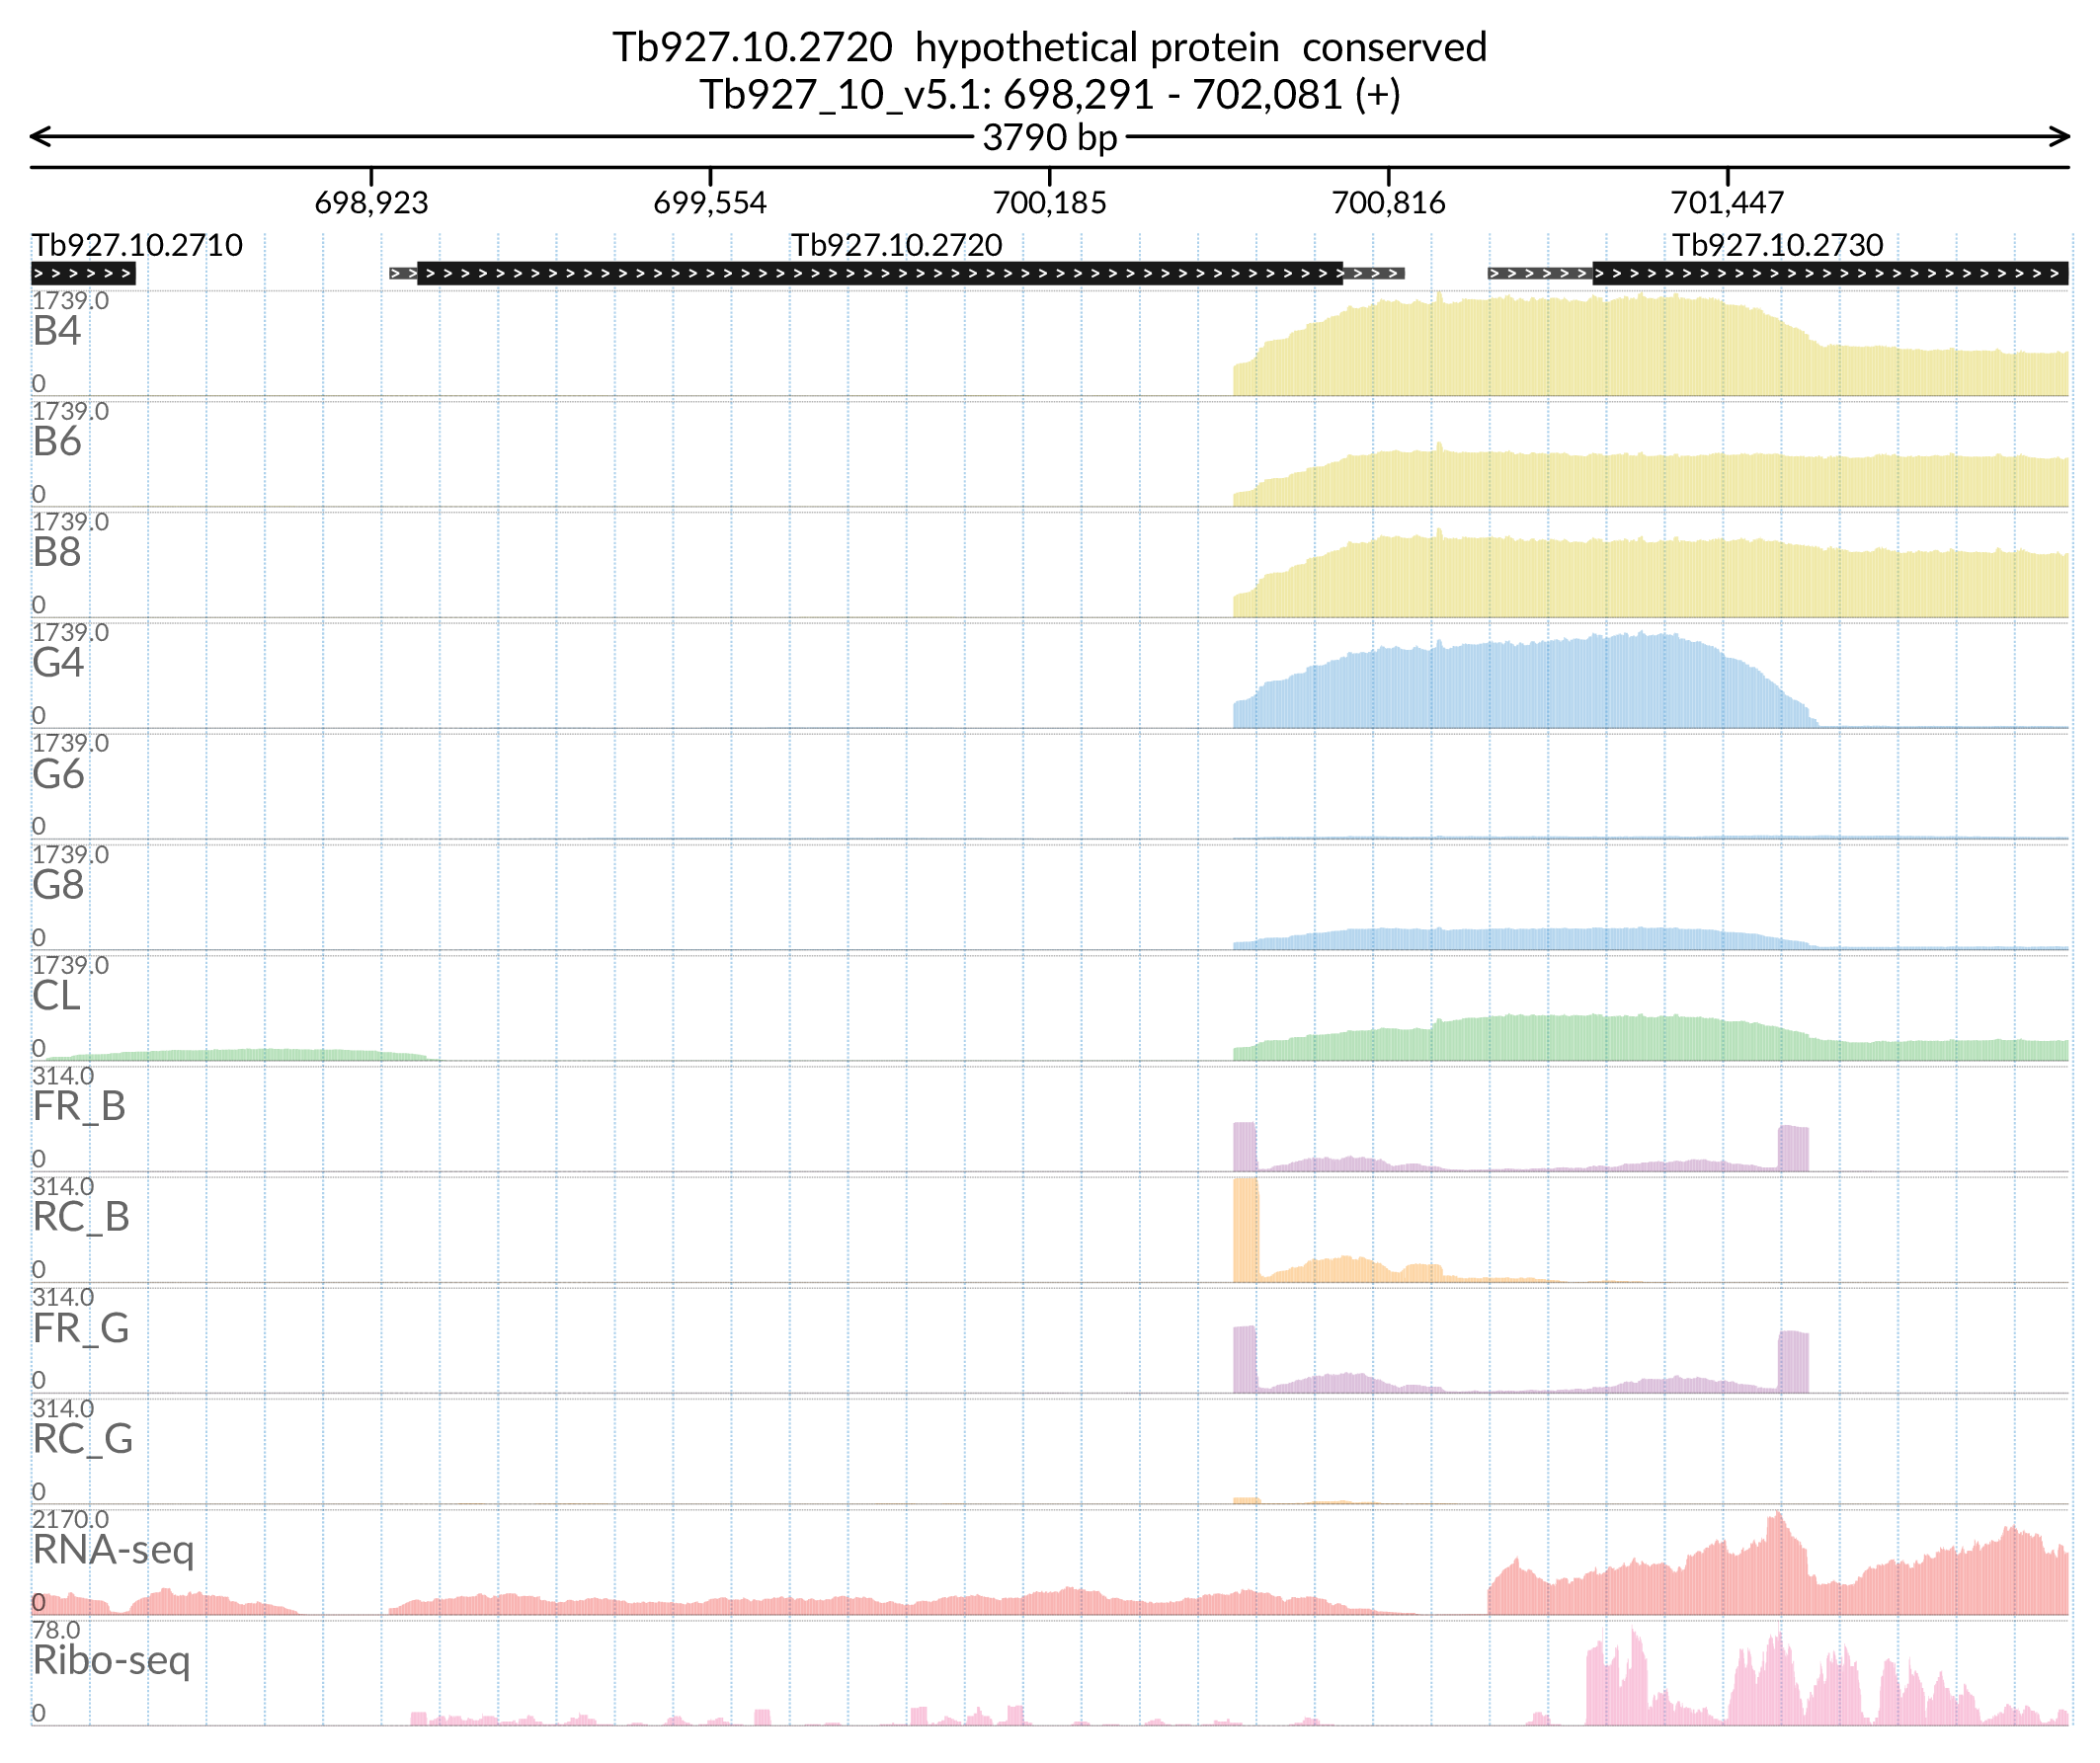 Tb927.10.2720  hypothetical protein  conserved
Tb927_10_v5.1: 698,291 - 702,081 (+)
3790 bp
698,923 699,554 700,185 700,816 701,447
Tb927.10.2710 Tb927.10.2720 Tb927.10.2730
1739.0
B4
0
1739.0
B6
0
1739.0
B8
0
1739.0
G4
0
1739.0
G6
0
1739.0
G8
0
1739.0
CL
0
314.0
FR_B
0
314.0
RC_B
0
314.0
FR_G
0
314.0
RC_G
0
2170.0
RNA-seq
0
78.0
Ribo-seq
0